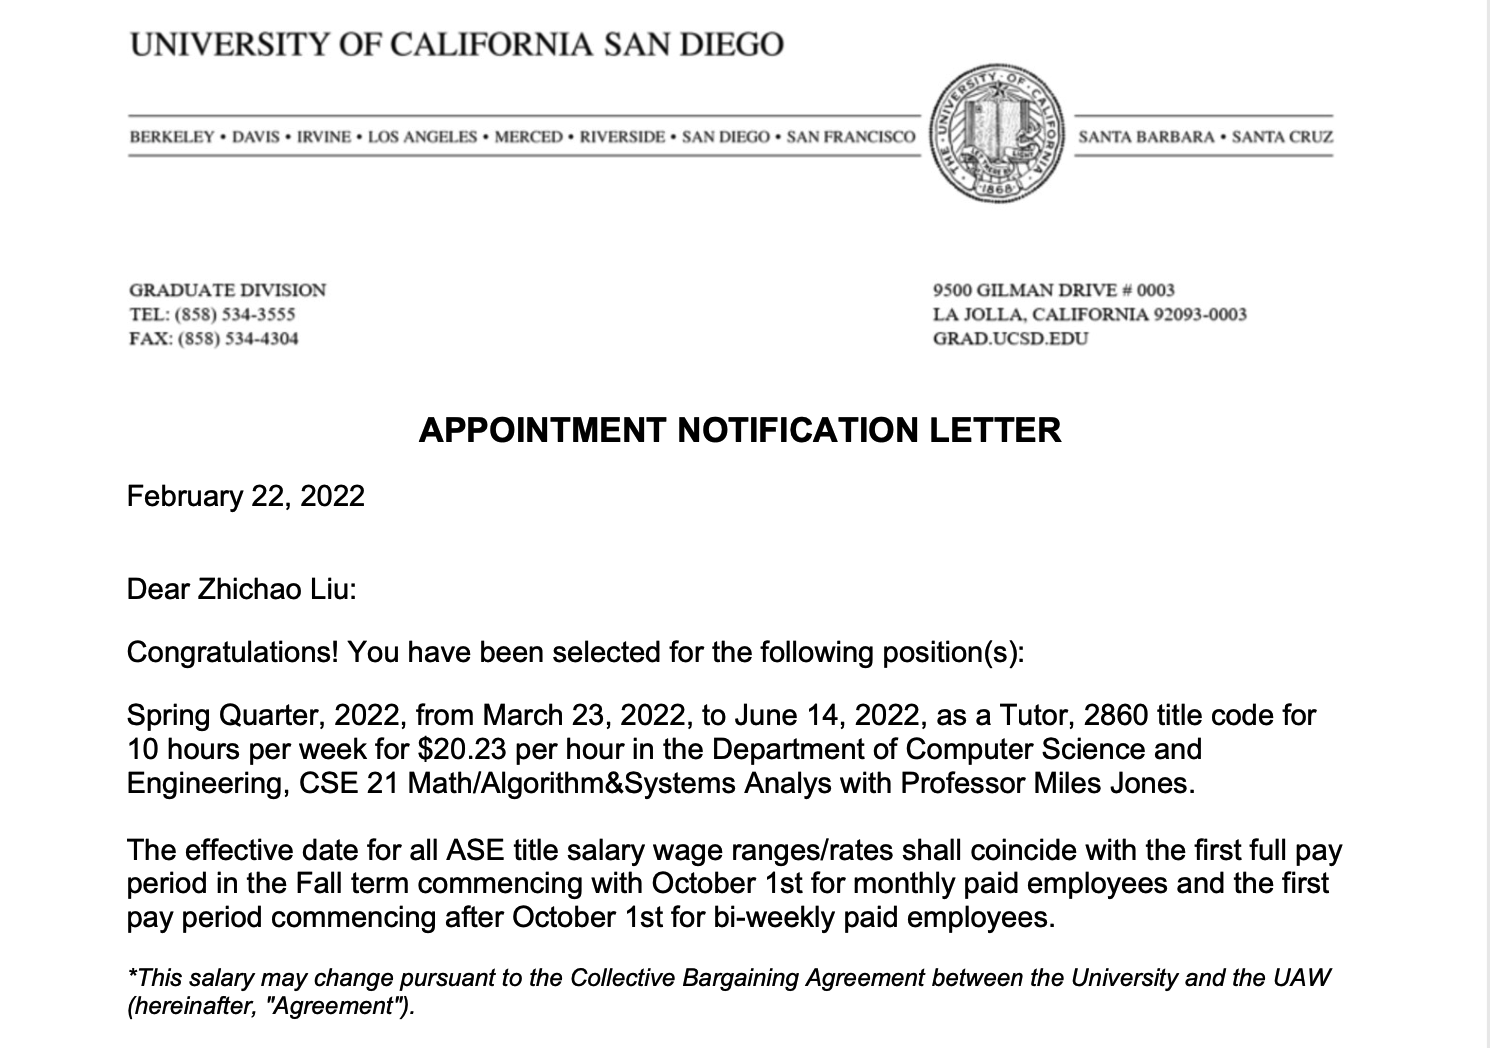 UNIVERSITY OF CALIFORNIA SAN DIEGO
BERKELEY • DAVIS • IRVINE • LOS ANGELES • MERCED • RIVERSIDE • SAN DIEGO • SAN FRANCISCO
THE · UNIVERSITY · OF · CALIFORNIA ·
·1868·
SANTA BARBARA • SANTA CRUZ
GRADUATE DIVISION
TEL: (858) 534-3555
FAX: (858) 534-4304
9500 GILMAN DRIVE # 0003
LA JOLLA, CALIFORNIA 92093-0003
GRAD.UCSD.EDU
APPOINTMENT NOTIFICATION LETTER
February 22, 2022
Dear Zhichao Liu:
Congratulations! You have been selected for the following position(s):
Spring Quarter, 2022, from March 23, 2022, to June 14, 2022, as a Tutor, 2860 title code for
10 hours per week for $20.23 per hour in the Department of Computer Science and
Engineering, CSE 21 Math/Algorithm&Systems Analys with Professor Miles Jones.
The effective date for all ASE title salary wage ranges/rates shall coincide with the first full pay
period in the Fall term commencing with October 1st for monthly paid employees and the first
pay period commencing after October 1st for bi-weekly paid employees.
*This salary may change pursuant to the Collective Bargaining Agreement between the University and the UAW
(hereinafter, "Agreement").